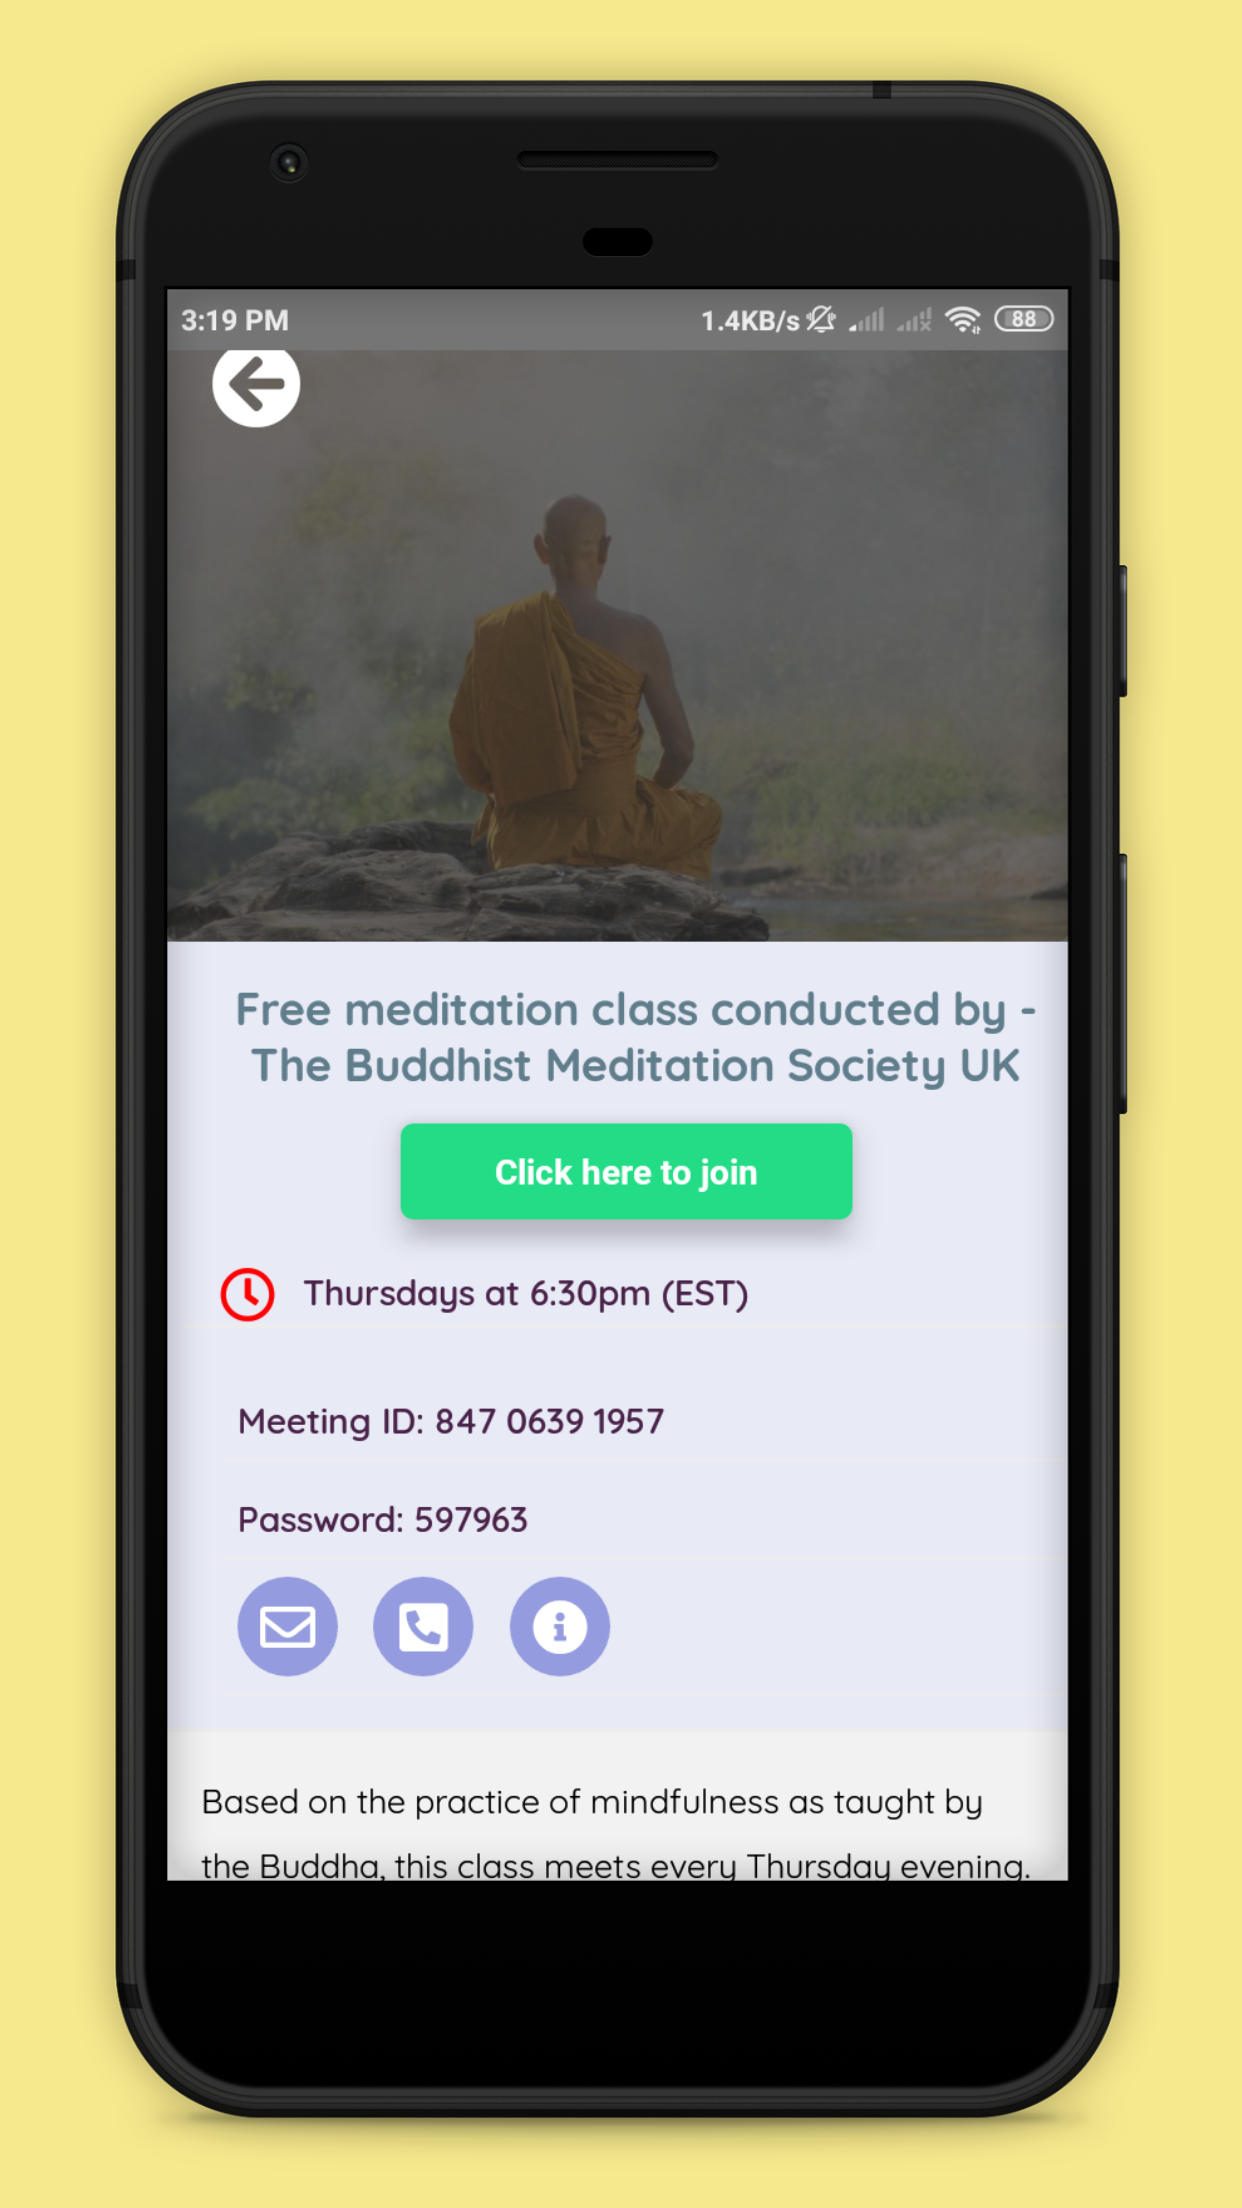 3:19 PM 1.4KB/s 88
Free meditation class conducted by -
The Buddhist Meditation Society UK
Click here to join
Thursdays at 6:30pm (EST)
Meeting ID: 847 0639 1957
Password: 597963
Based on the practice of mindfulness as taught by
the Buddha, this class meets every Thursday evening.